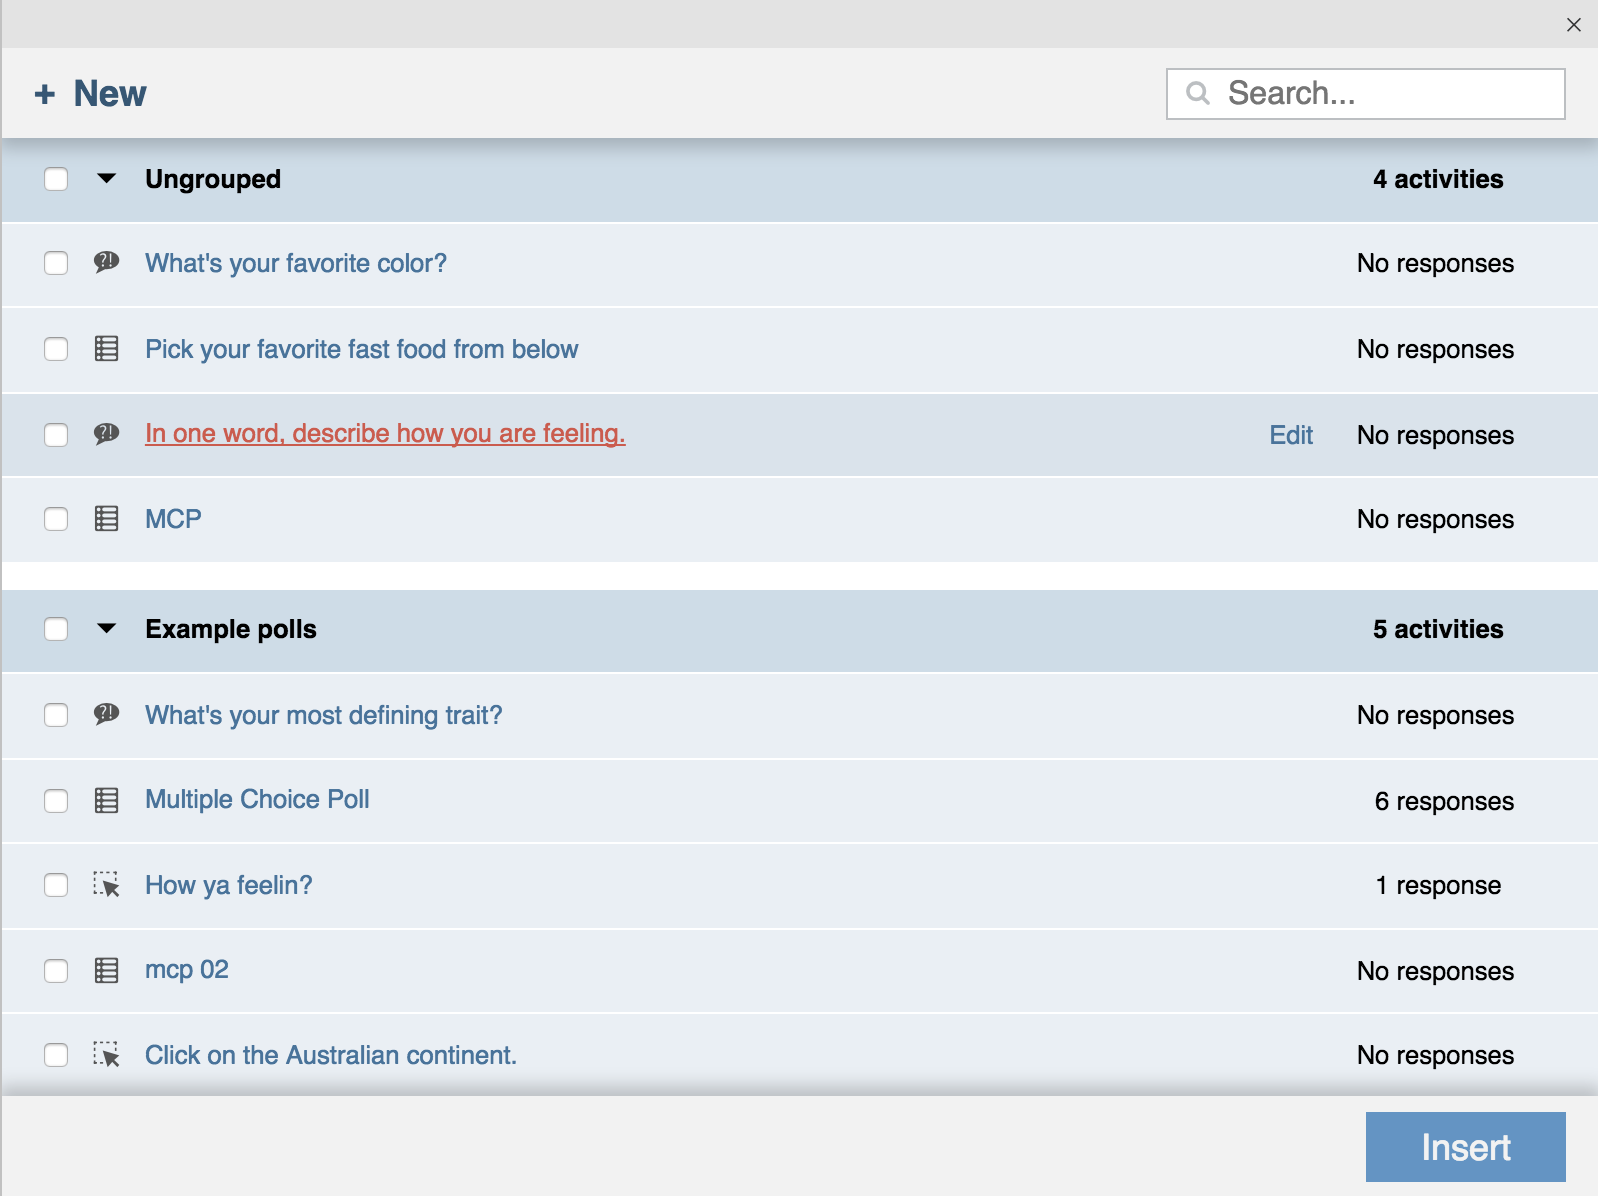 + New
Search...
Ungrouped 4 activities
What's your favorite color? No responses
Pick your favorite fast food from below No responses
In one word, describe how you are feeling. Edit No responses
MCP No responses
Example polls 5 activities
What's your most defining trait? No responses
Multiple Choice Poll 6 responses
How ya feelin? 1 response
mcp 02 No responses
Click on the Australian continent. No responses
Insert